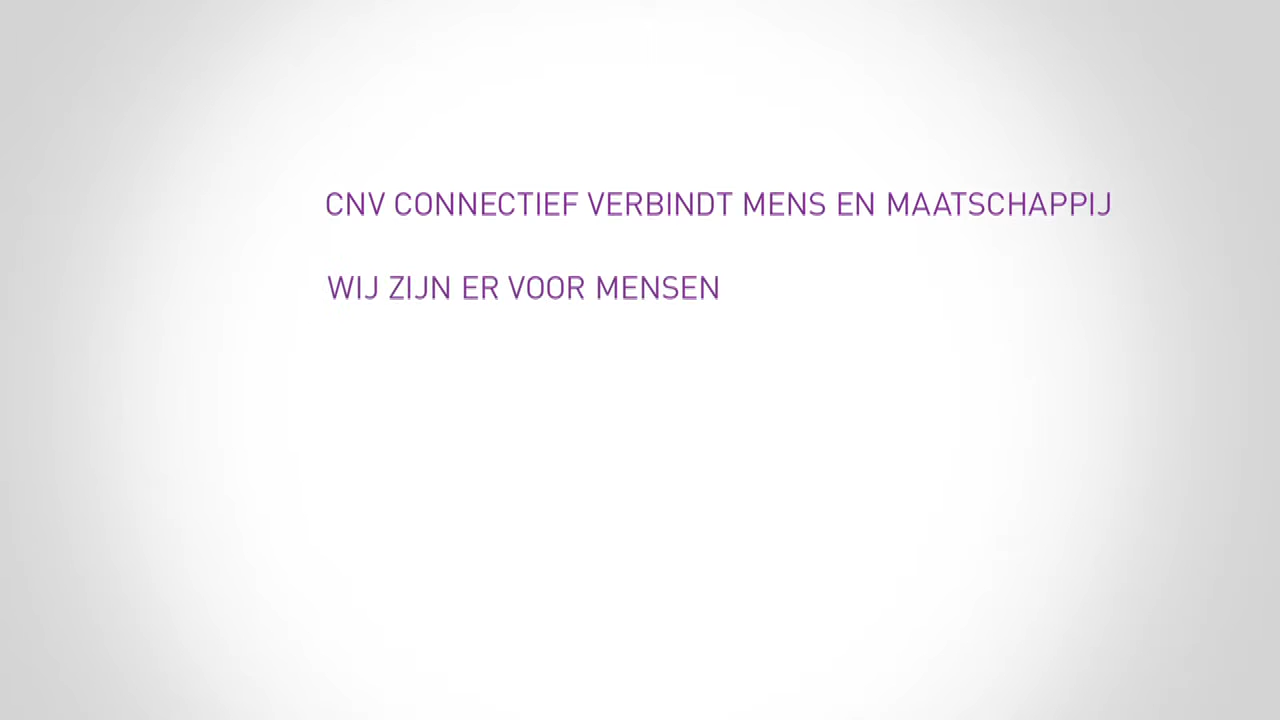 CNV CONNECTIEF VERBINDT MENS EN MAATSCHAPPIJ
WIJ ZIJN ER VOOR MENSEN